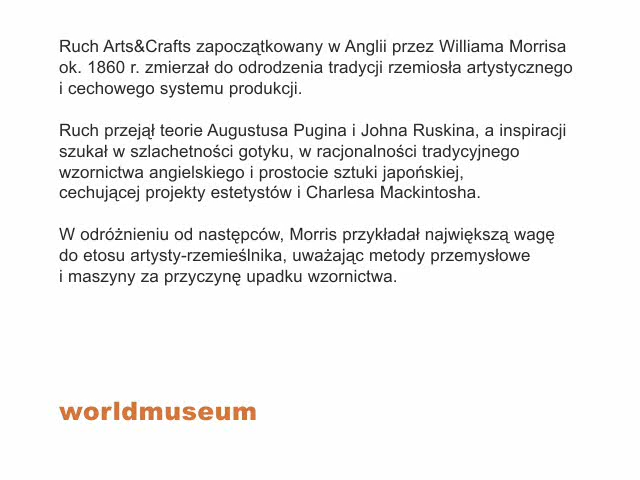 Ruch Arts&Crafts zapoczątkowany w Anglii przez Williama Morrisa
ok. 1860 r. zmierzał do odrodzenia tradycji rzemiosła artystycznego
i cechowego systemu produkcji.
Ruch przejął teorie Augustusa Pugina i Johna Ruskina, a inspiracji
szukał w szlachetności gotyku, w racjonalności tradycyjnego
wzornictwa angielskiego i prostocie sztuki japońskiej,
cechującej projekty estetystów i Charlesa Mackintosha.
W odróżnieniu od następców, Morris przykładał największą wagę
do etosu artysty-rzemieślnika, uważając metody przemysłowe
i maszyny za przyczynę upadku wzornictwa.
worldmuseum